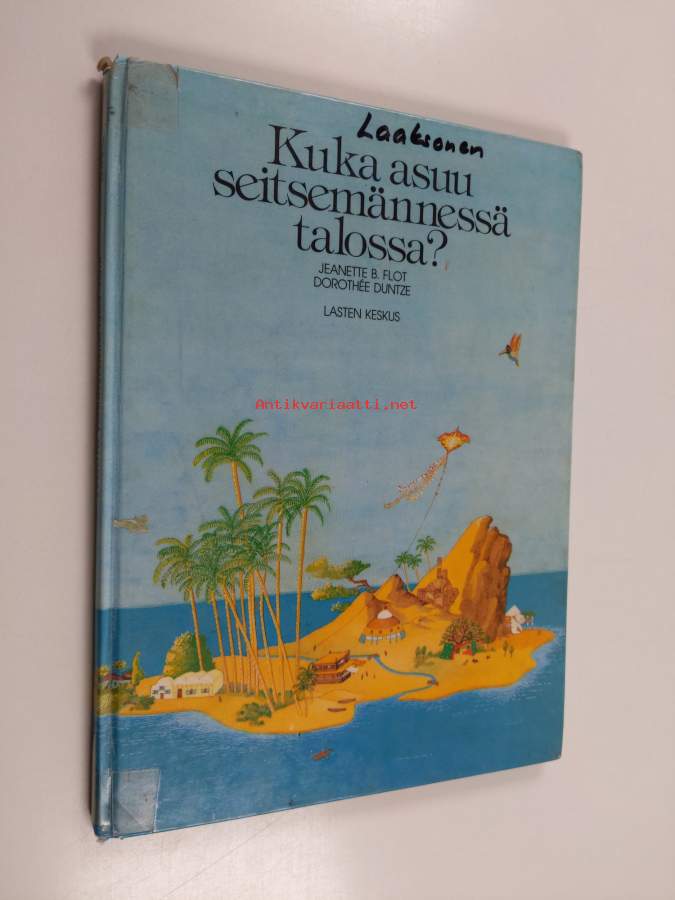 Laaksonen
Kuka asuu
seitsemännessä
talossa?
JEANETTE B. FLOT
DOROTHÉE DUNTZE
LASTEN KESKUS
Antikvariaatti.net